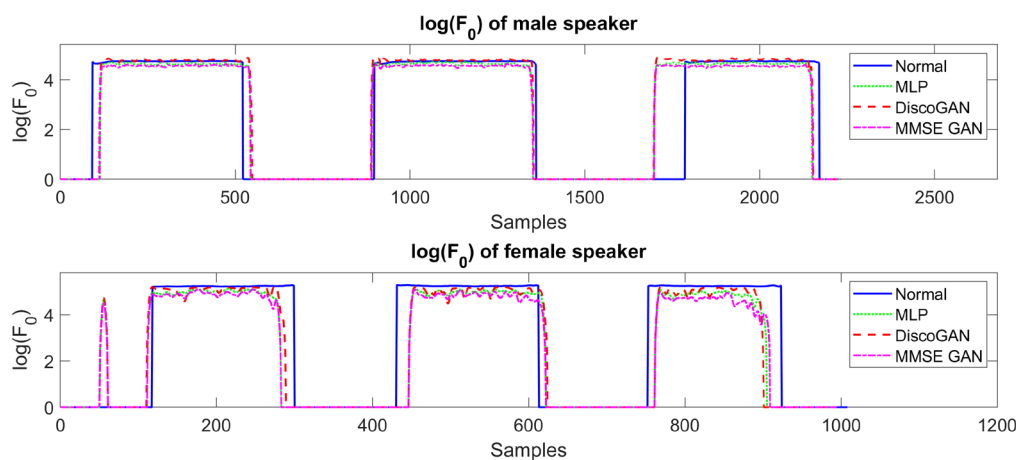 log(F0) of male speaker
log(F0)
4
2
0
0 500 1000 1500 2000 2500
Samples
Normal
MLP
DiscoGAN
MMSE GAN
log(F0) of female speaker
log(F0)
4
2
0
0 200 400 600 800 1000 1200
Samples
Normal
MLP
DiscoGAN
MMSE GAN